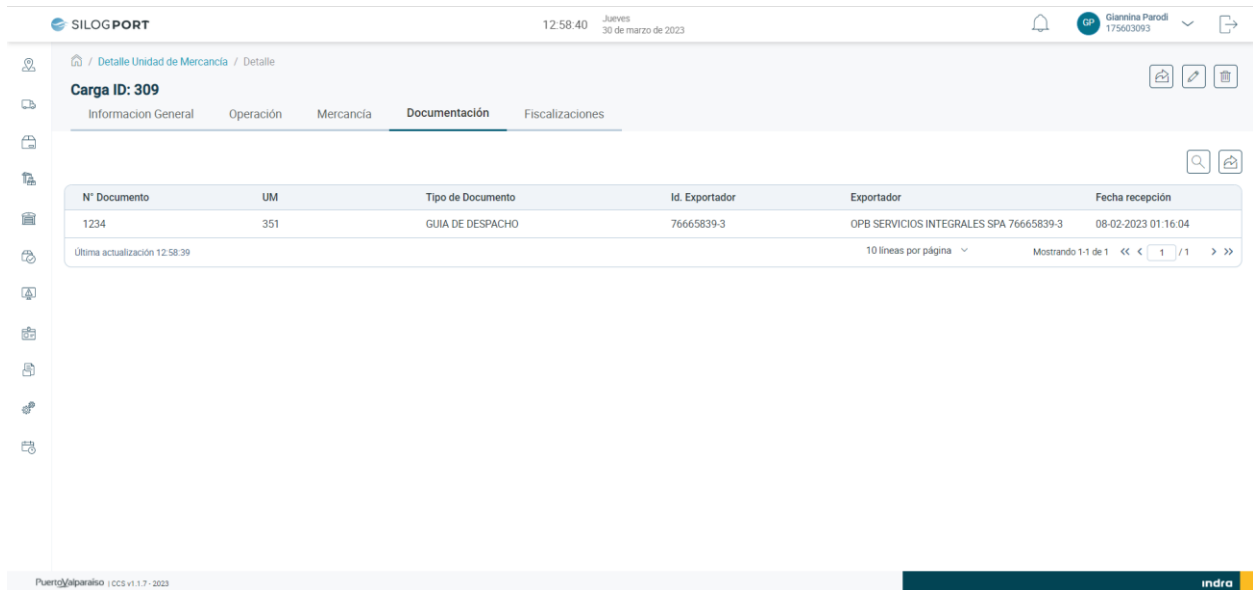 SILOGPORT
12:58:40
Jueves
30 de marzo de 2023
GP
Giannina Parodi
175603093
/ Detalle Unidad de Mercancía / Detalle
Carga ID: 309
Informacion General Operación Mercancía Documentación Fiscalizaciones
N° Documento UM Tipo de Documento Id. Exportador Exportador Fecha recepción
1234 351 GUIA DE DESPACHO 76665839-3 OPB SERVICIOS INTEGRALES SPA 76665839-3 08-02-2023 01:16:04
Última actualización 12:58:39 10 líneas por página Mostrando 1-1 de 1 << < 1 / 1 > >>
PuertoValparaíso | CCS v1.1.7 - 2023 indra